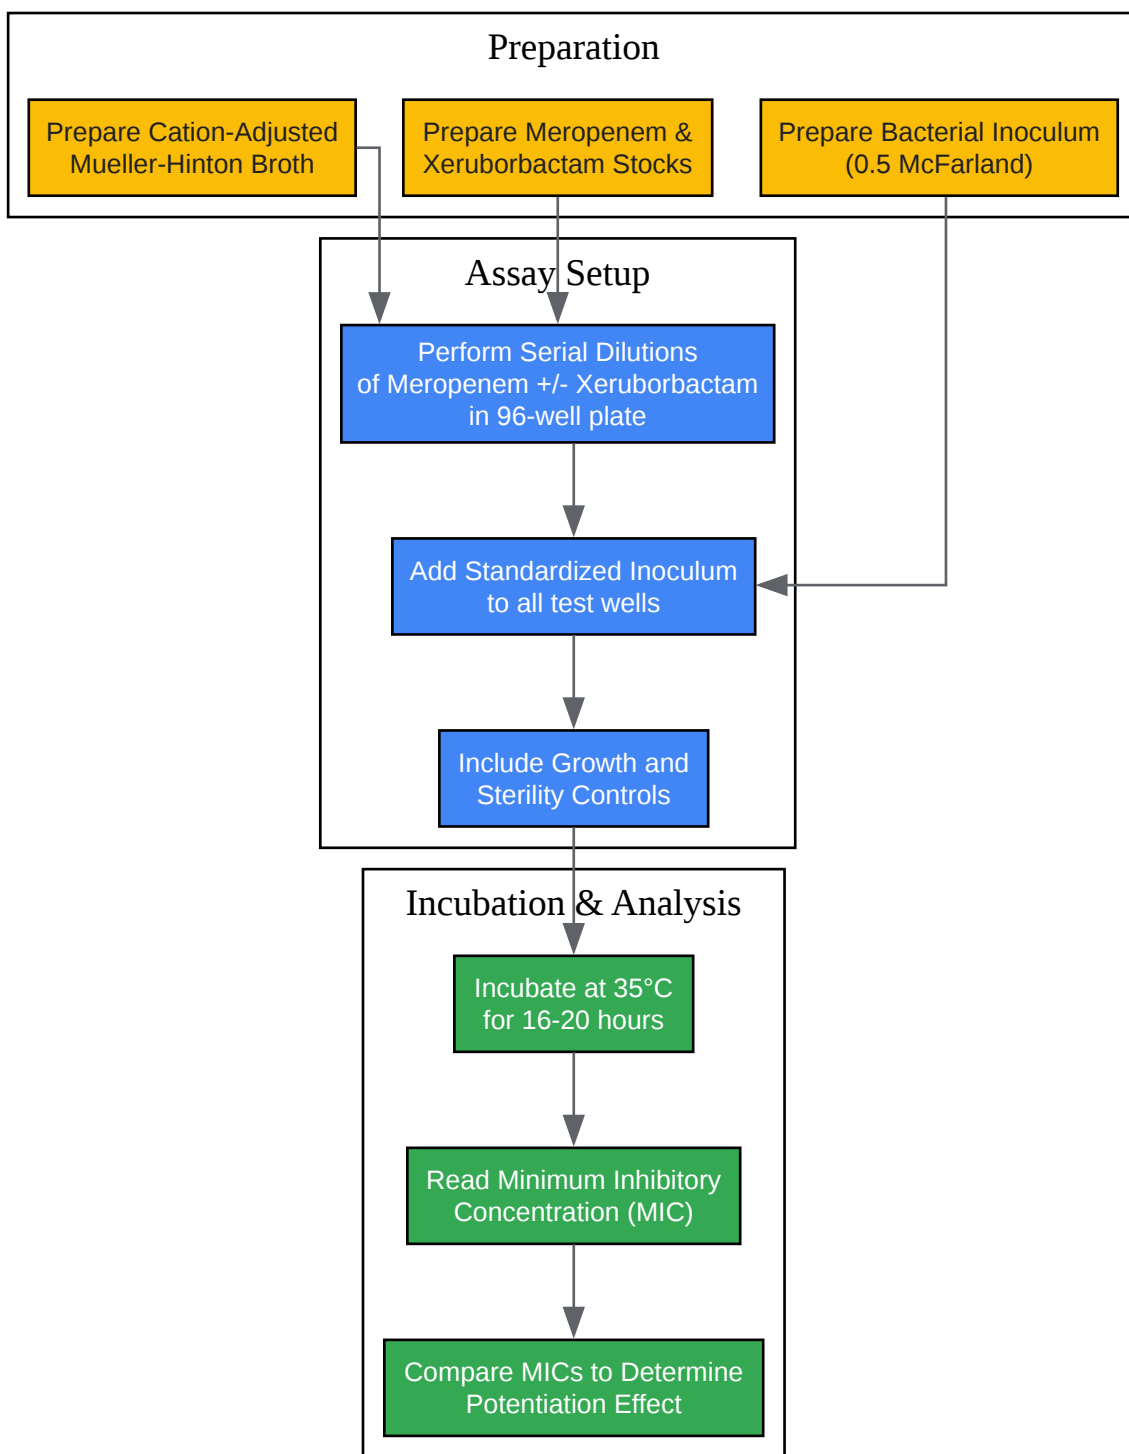 Preparation
Prepare Cation-Adjusted
Mueller-Hinton Broth
Prepare Meropenem &
Xeruborbactam Stocks
Prepare Bacterial Inoculum
(0.5 McFarland)
Assay Setup
Perform Serial Dilutions
of Meropenem +/- Xeruborbactam
in 96-well plate
Add Standardized Inoculum
to all test wells
Include Growth and
Sterility Controls
Incubation & Analysis
Incubate at 35°C
for 16-20 hours
Read Minimum Inhibitory
Concentration (MIC)
Compare MICs to Determine
Potentiation Effect